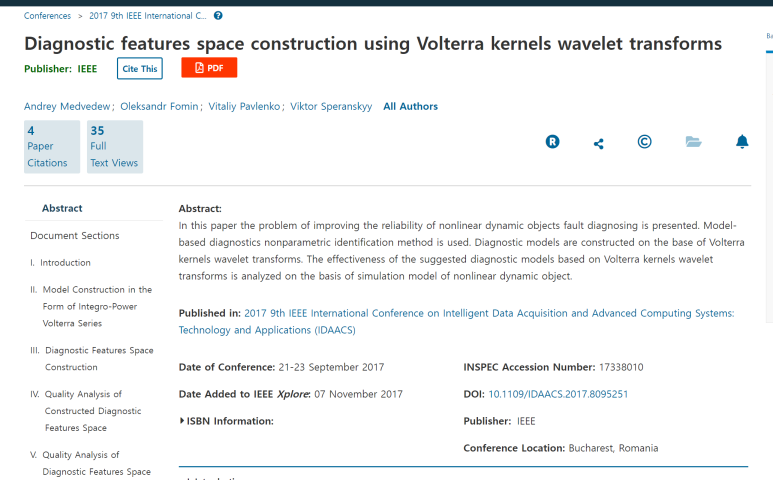 Conferences > 2017 9th IEEE International C... ?
Diagnostic features space construction using Volterra kernels wavelet transforms
Publisher: IEEE Cite This PDF
Andrey Medvedew; Oleksandr Fomin; Vitaliy Pavlenko; Viktor Speranskyy All Authors
4
Paper
Citations
35
Full
Text Views
R
©
Abstract
Document Sections
I. Introduction
II. Model Construction in the
Form of Integro-Power
Volterra Series
III. Diagnostic Features Space
Construction
IV. Quality Analysis of
Constructed Diagnostic
Features Space
V. Quality Analysis of
Diagnostic Features Space
Abstract:
In this paper the problem of improving the reliability of nonlinear dynamic objects fault diagnosing is presented. Model-
based diagnostics nonparametric identification method is used. Diagnostic models are constructed on the base of Volterra
kernels wavelet transforms. The effectiveness of the suggested diagnostic models based on Volterra kernels wavelet
transforms is analyzed on the basis of simulation model of nonlinear dynamic object.
Published in: 2017 9th IEEE International Conference on Intelligent Data Acquisition and Advanced Computing Systems:
Technology and Applications (IDAACS)
Date of Conference: 21-23 September 2017
Date Added to IEEE Xplore: 07 November 2017
ISBN Information:
INSPEC Accession Number: 17338010
DOI: 10.1109/IDAACS.2017.8095251
Publisher: IEEE
Conference Location: Bucharest, Romania